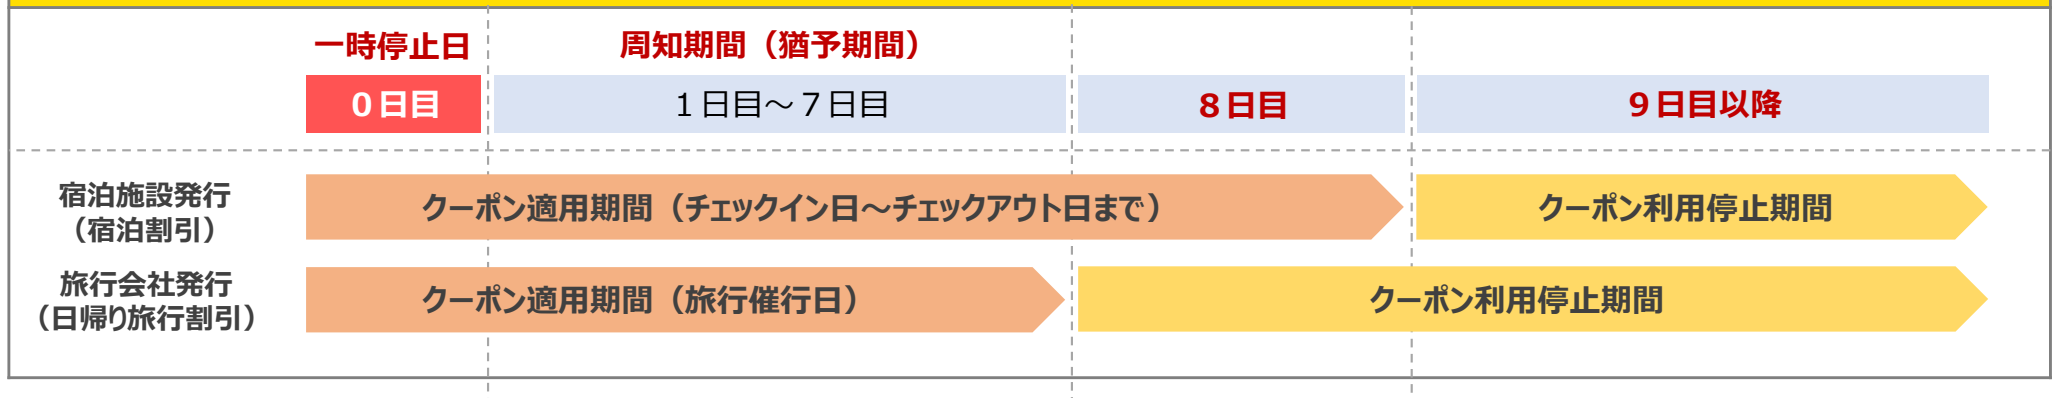 一時停止日
周知期間（猶予期間）
０日目
１日目～７日目
８日目
９日目以降
宿泊施設発行
（宿泊割引）
クーポン適用期間（チェックイン日～チェックアウト日まで）
クーポン利用停止期間
旅行会社発行
（日帰り旅行割引）
クーポン適用期間（旅行催行日）
クーポン利用停止期間